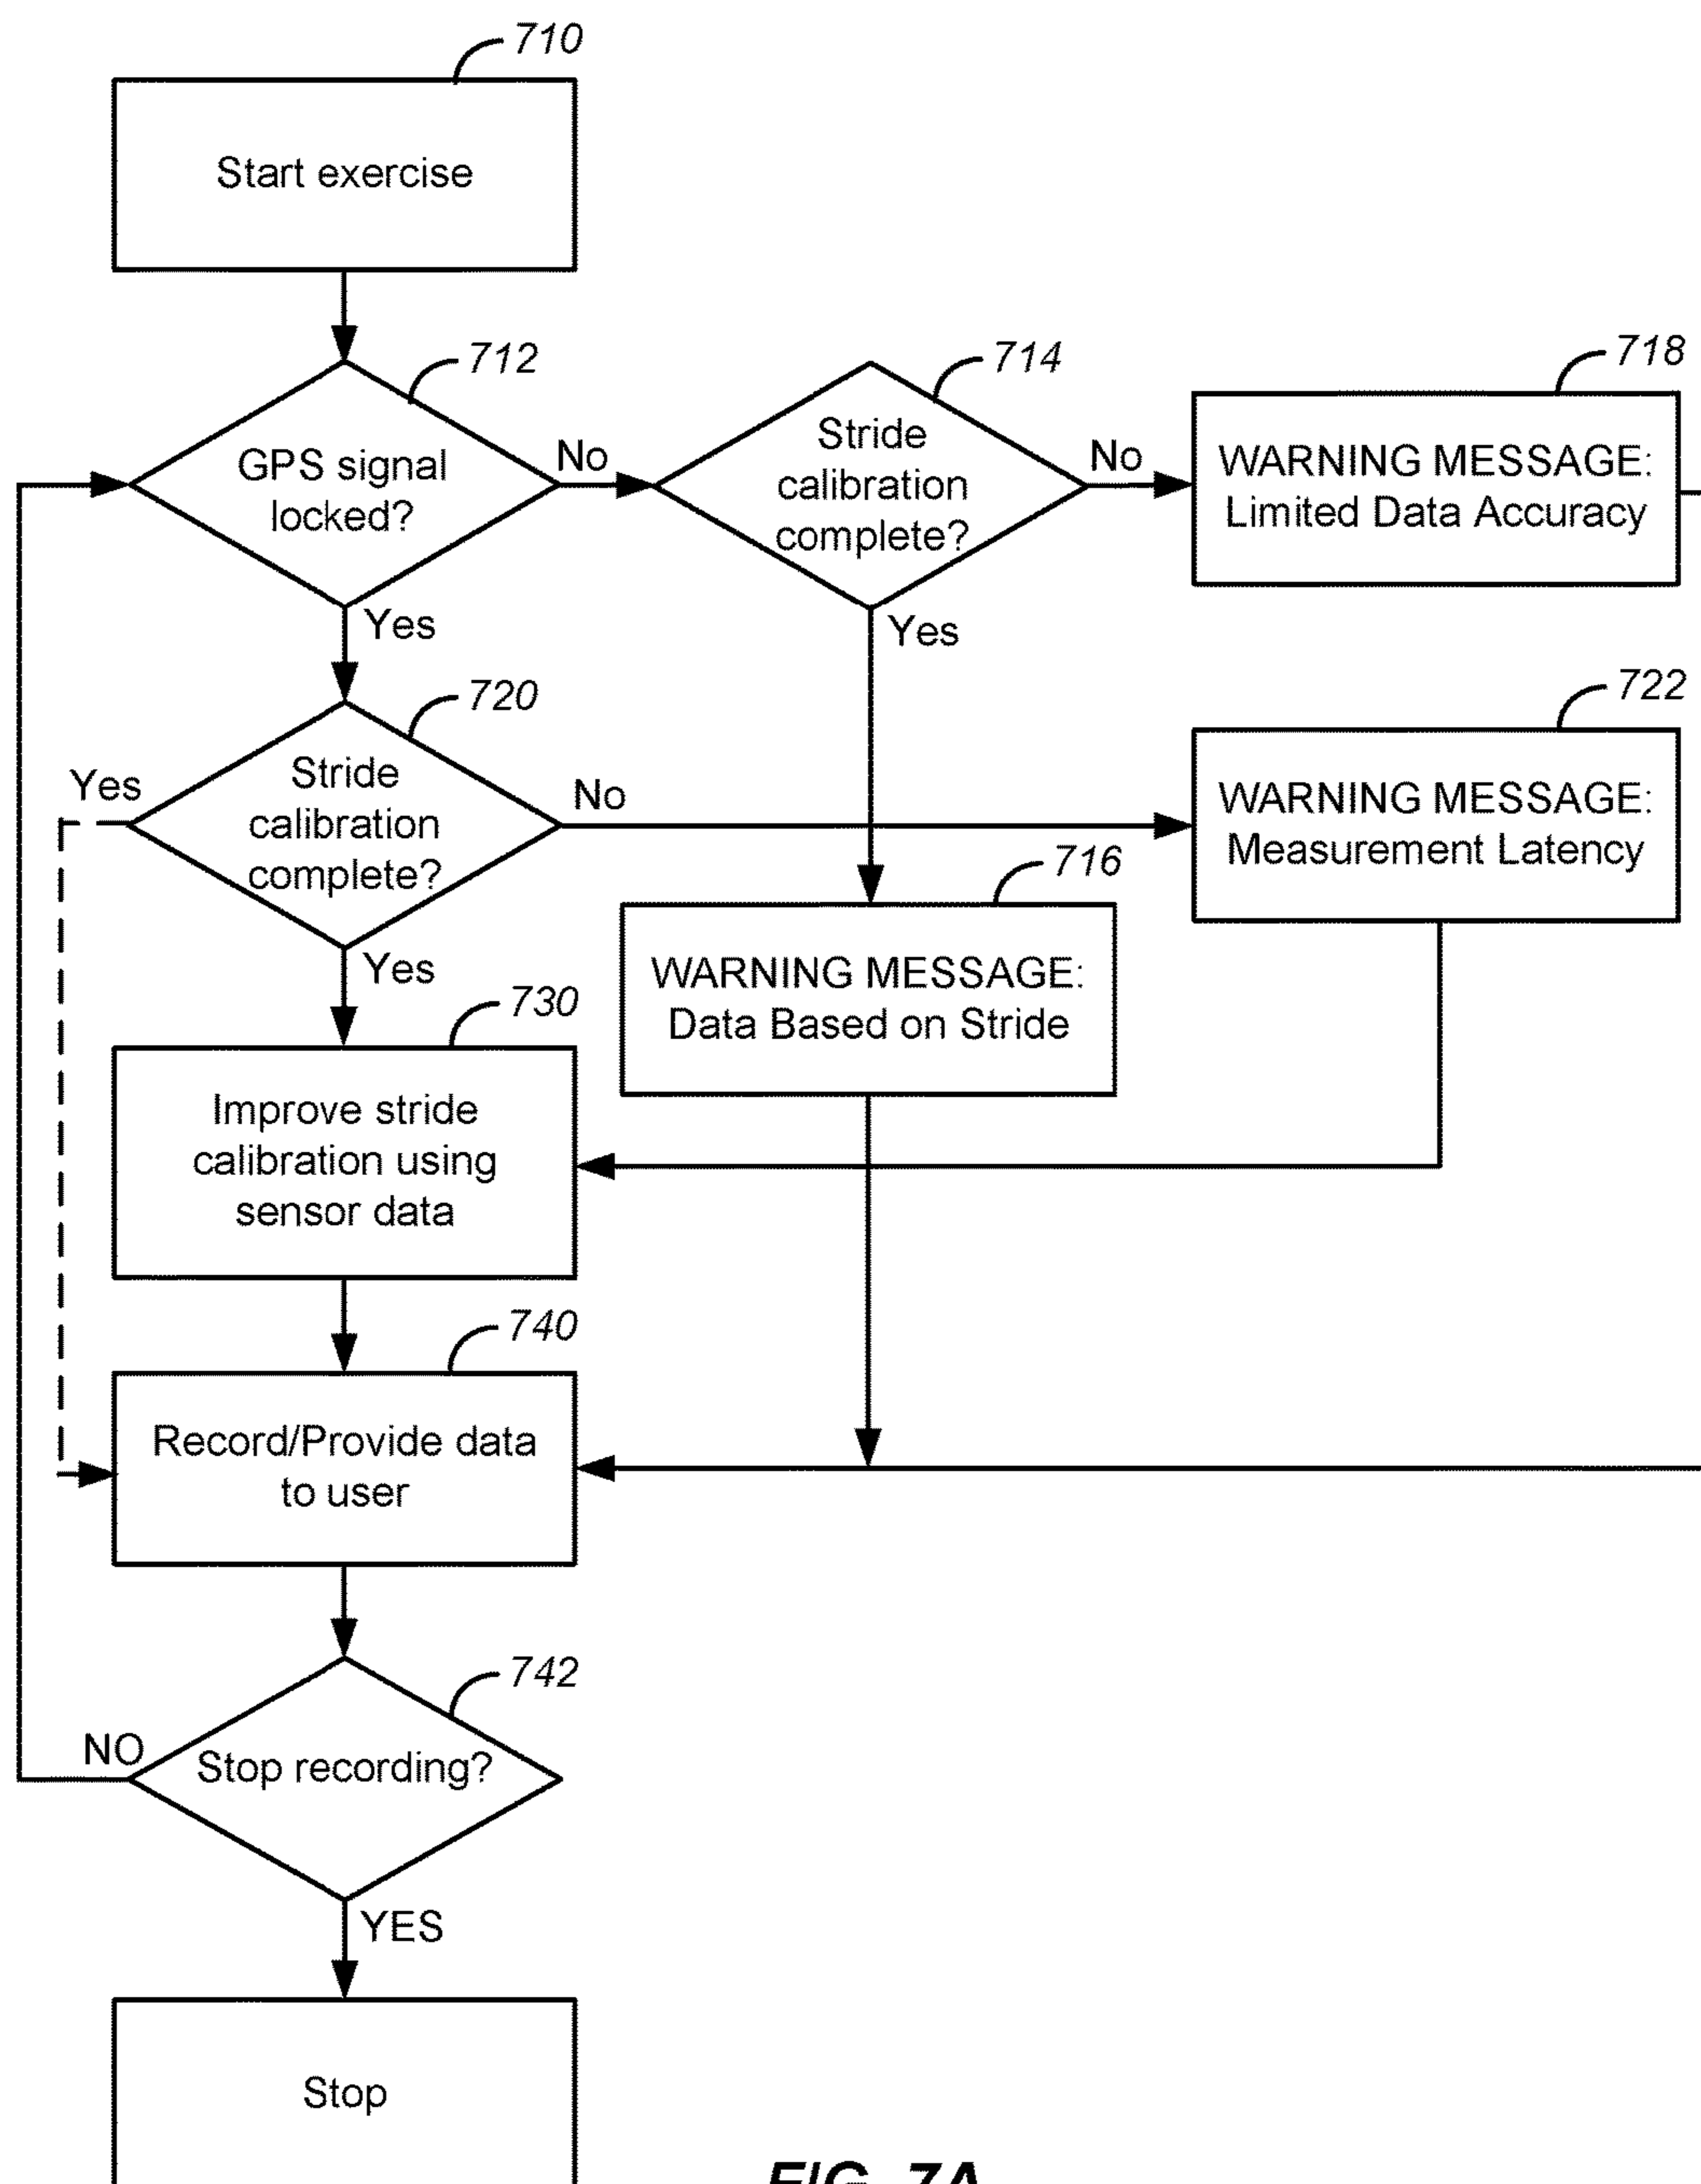 710
Start exercise
712
GPS signal
locked?
No
Yes
714
Stride
calibration
complete?
No
Yes
718
WARNING MESSAGE:
Limited Data Accuracy
720
Stride
calibration
complete?
Yes
No
Yes
722
WARNING MESSAGE:
Measurement Latency
716
WARNING MESSAGE:
Data Based on Stride
730
Improve stride
calibration using
sensor data
740
Record/Provide data
to user
742
Stop recording?
NO
YES
Stop
FIG. 7A